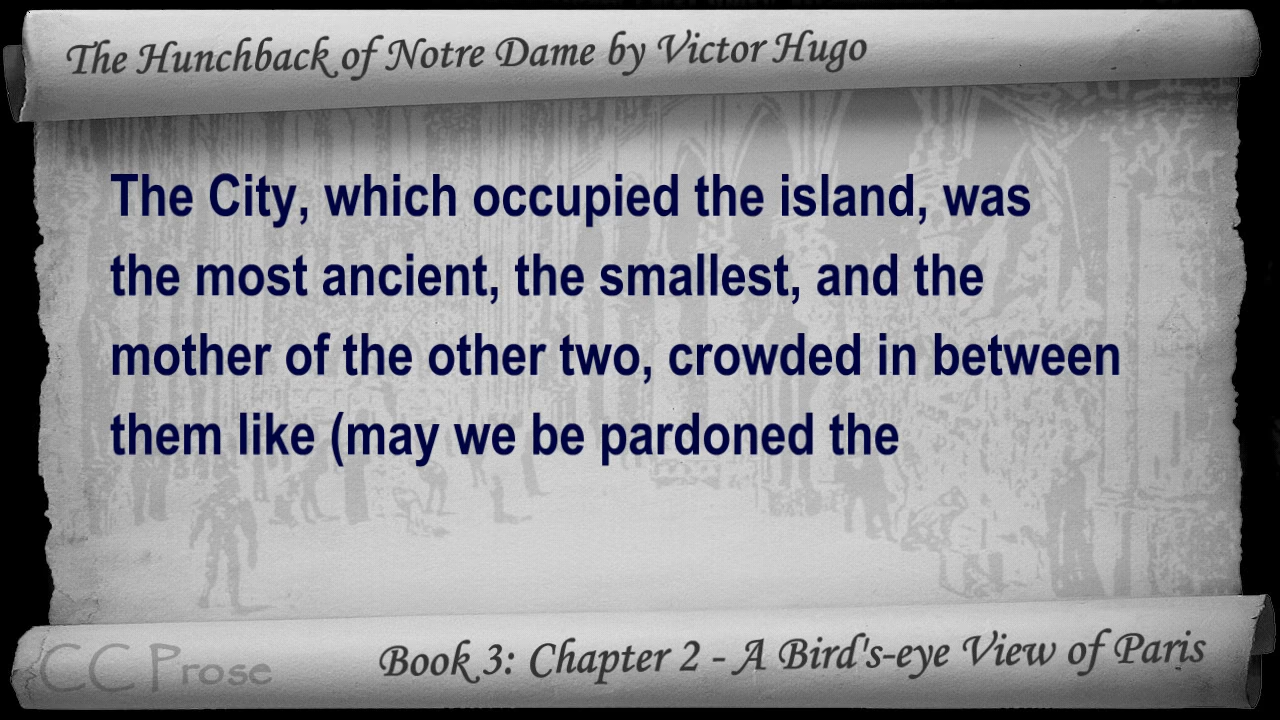 The Hunchback of Notre Dame by Victor Hugo
The City, which occupied the island, was
the most ancient, the smallest, and the
mother of the other two, crowded in between
them like (may we be pardoned the
CC Prose
Book 3: Chapter 2 - A Bird's-eye View of Paris